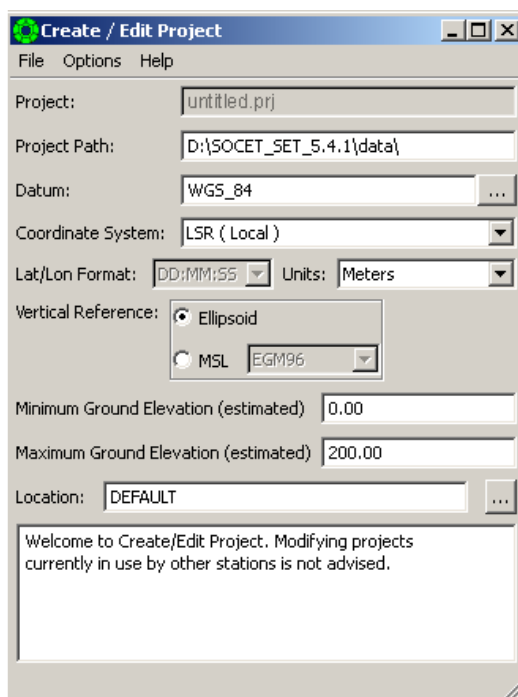 Create / Edit Project
File Options Help
Project: untitled.prj
Project Path: D:\SOCET_SET_5.4.1\data\
Datum: WGS_84 ...
Coordinate System: LSR ( Local )
Lat/Lon Format: DD:MM:SS Units: Meters
Vertical Reference: Ellipsoid
MSL EGM96
Minimum Ground Elevation (estimated) 0.00
Maximum Ground Elevation (estimated) 200.00
Location: DEFAULT ...
Welcome to Create/Edit Project. Modifying projects
currently in use by other stations is not advised.